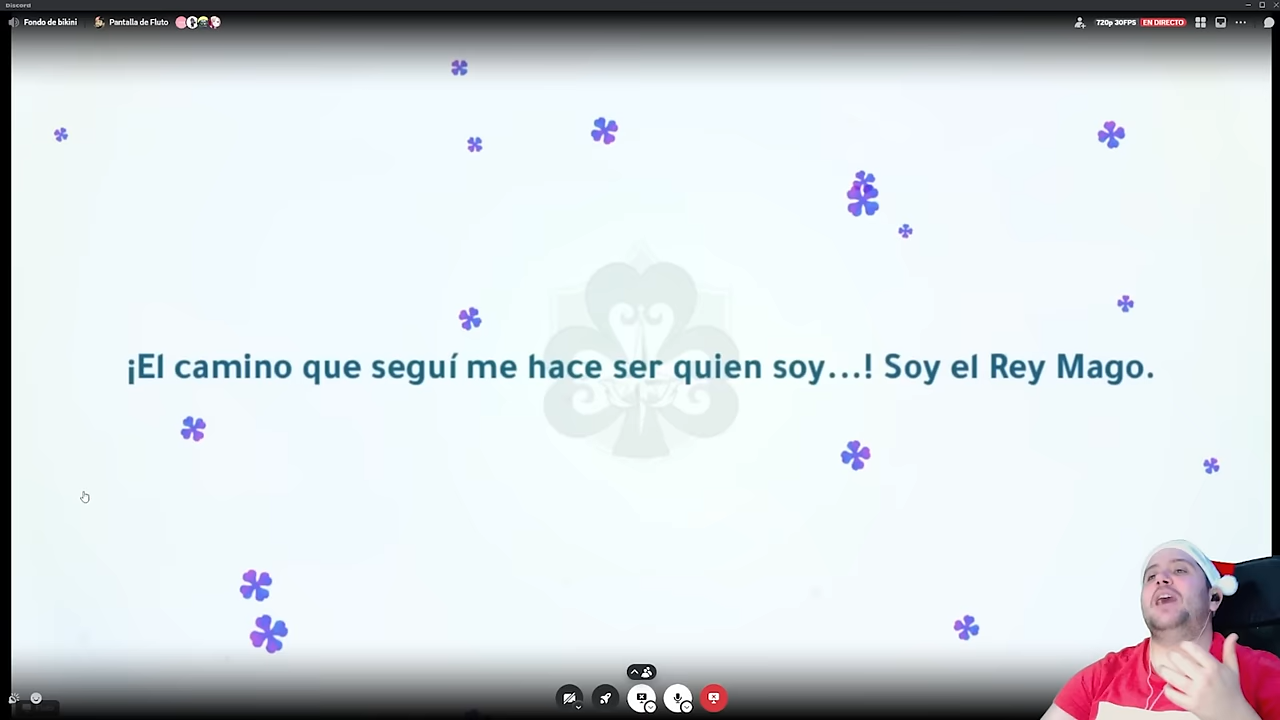 Discord
Fondo de bikini
Pantalla de Fluto
720p 30FPS
EN DIRECTO
¡El camino que seguí me hace ser quien soy...! Soy el Rey Mago.